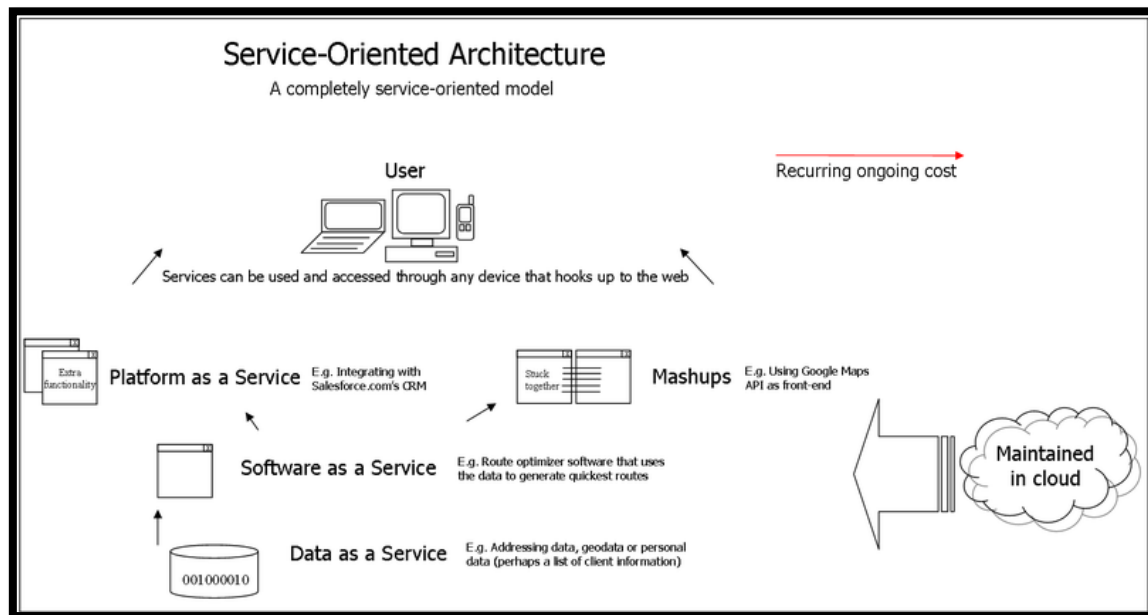 Service-Oriented Architecture
A completely service-oriented model
User
Recurring ongoing cost
Services can be used and accessed through any device that hooks up to the web
Extra
functionality
Platform as a Service
E.g. Integrating with
Salesforce.com's CRM
Stuck
together
Mashups
E.g. Using Google Maps
API as front-end
Software as a Service
E.g. Route optimizer software that uses
the data to generate quickest routes
Maintained
in cloud
Data as a Service
E.g. Addressing data, geodata or personal
data (perhaps a list of client information)
001000010